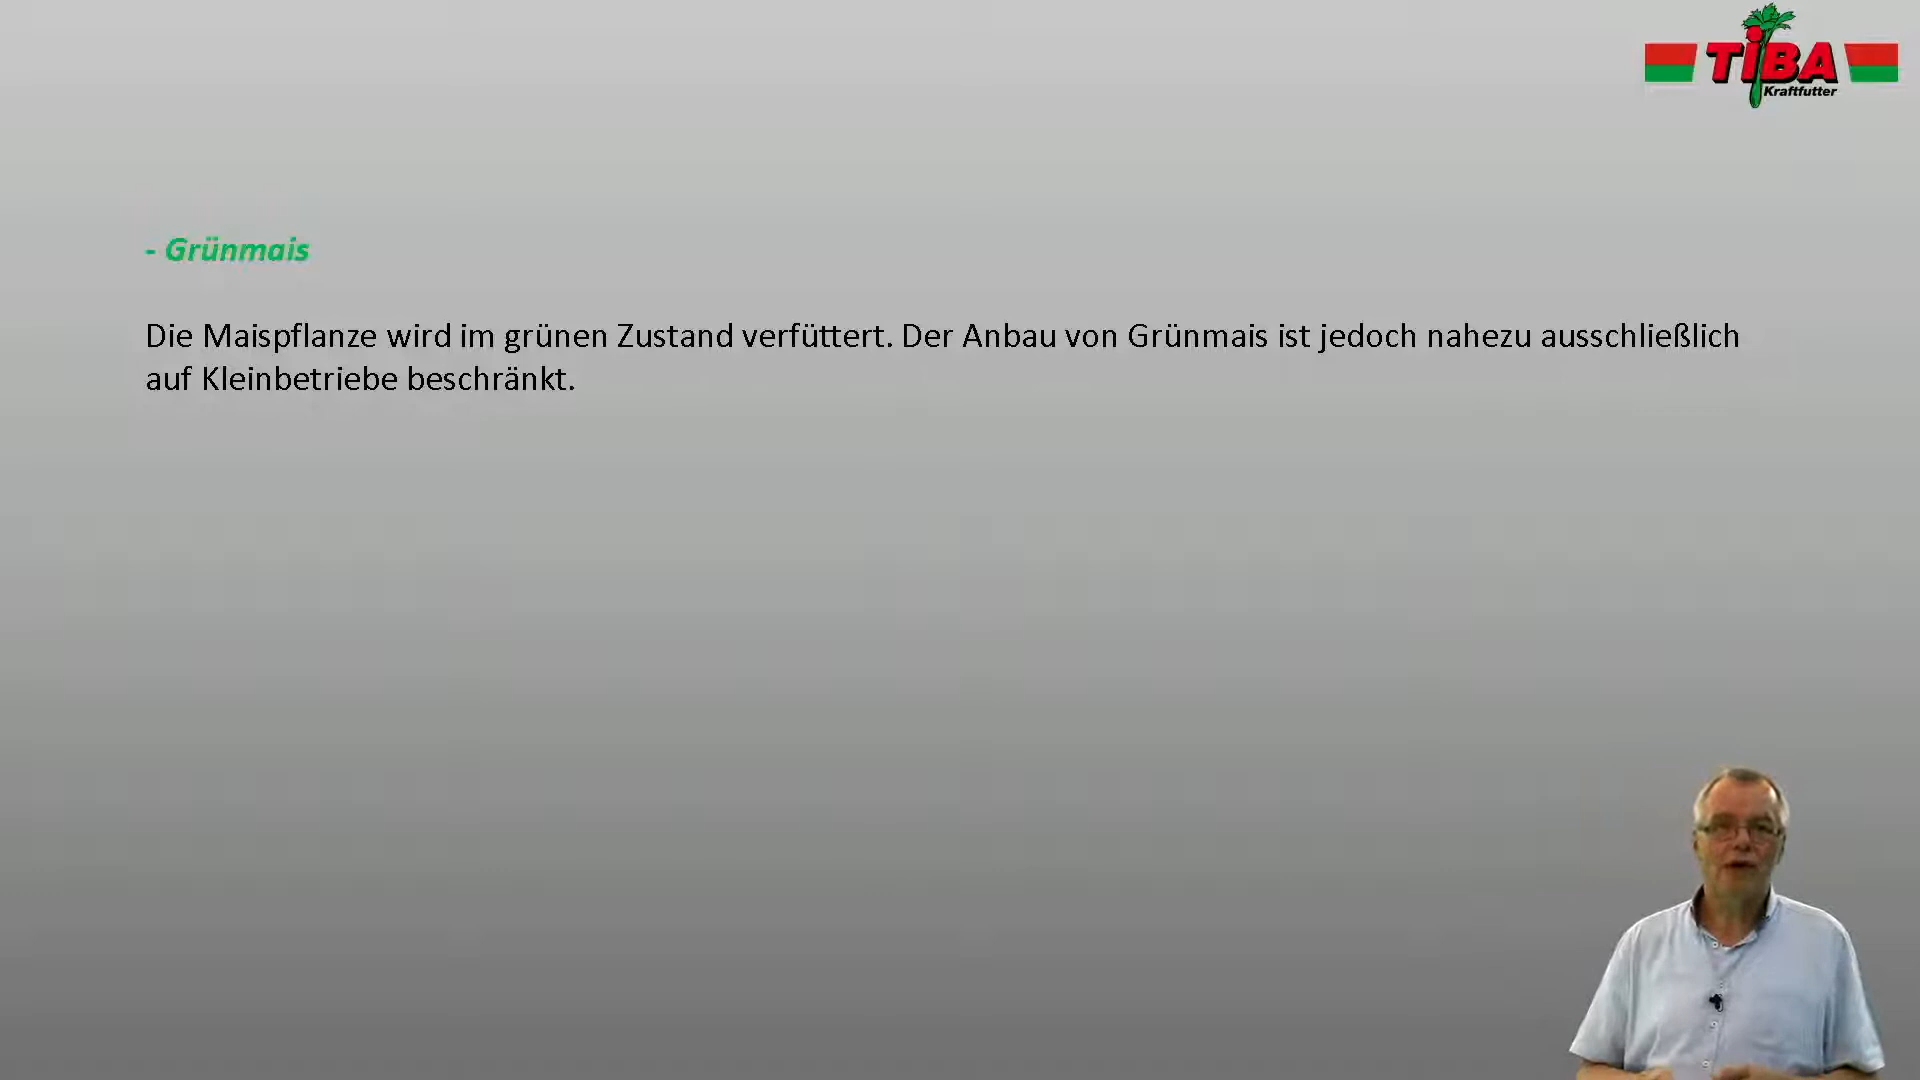 TiBA
Kraftfutter
- Grünmais
Die Maispflanze wird im grünen Zustand verfüttert. Der Anbau von Grünmais ist jedoch nahezu ausschließlich
auf Kleinbetriebe beschränkt.